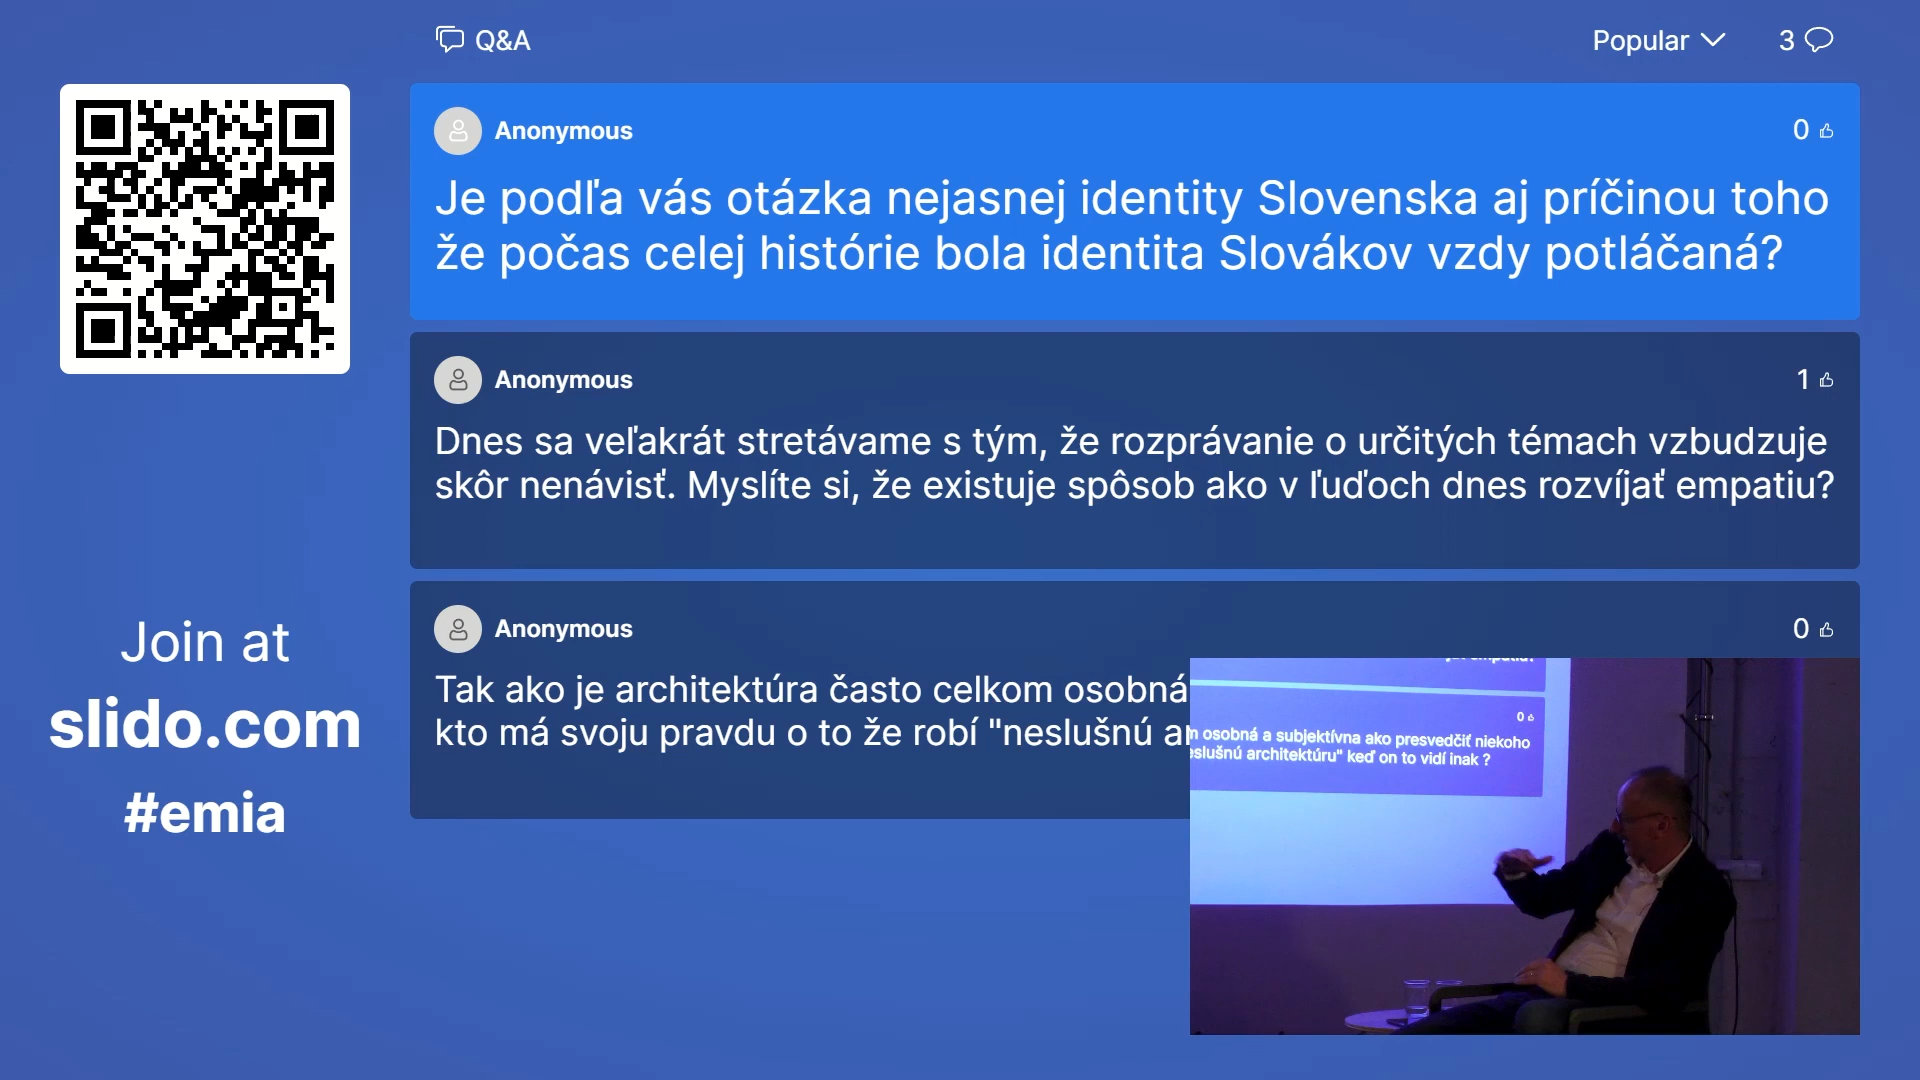 Q&A
Popular
3
Anonymous
0
Je podľa vás otázka nejasnej identity Slovenska aj príčinou toho
že počas celej histórie bola identita Slovákov vzdy potláčaná?
Anonymous
1
Dnes sa veľakrát stretávame s tým, že rozprávanie o určitých témach vzbudzuje
skôr nenávisť. Myslíte si, že existuje spôsob ako v ľuďoch dnes rozvíjať empatiu?
Anonymous
0
Tak ako je architektúra často celkom osobná
kto má svoju pravdu o to že robí "neslušnú
Join at
slido.com
#emia
empatiu?
0
osobná a subjektívna ako presvedčiť niekoho
architektúru" keď on to vidí inak ?